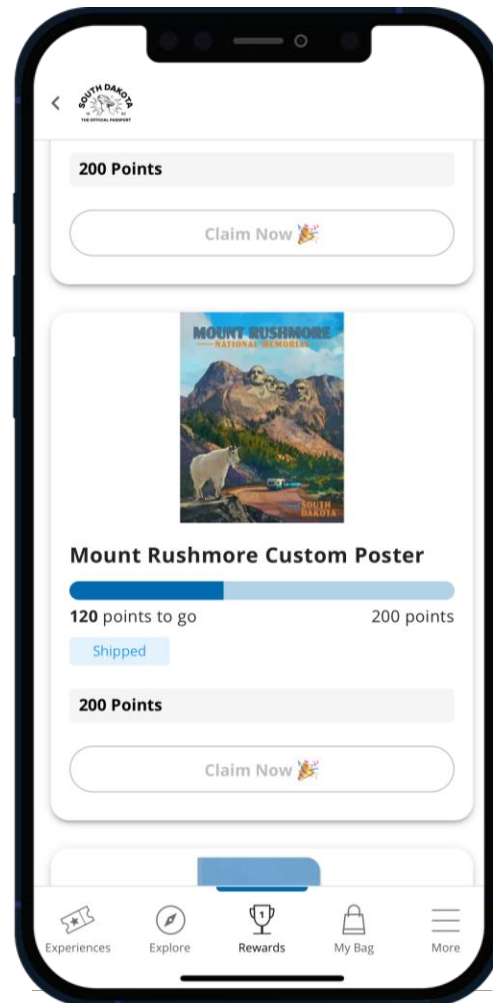 SOUTH DAKOTA
THE OFFICIAL PASSPORT
200 Points
Claim Now 🎉
MOUNT RUSHMORE
NATIONAL MEMORIAL
SOUTH
DAKOTA
Mount Rushmore Custom Poster
120 points to go 200 points
Shipped
200 Points
Claim Now 🎉
Experiences Explore Rewards My Bag More